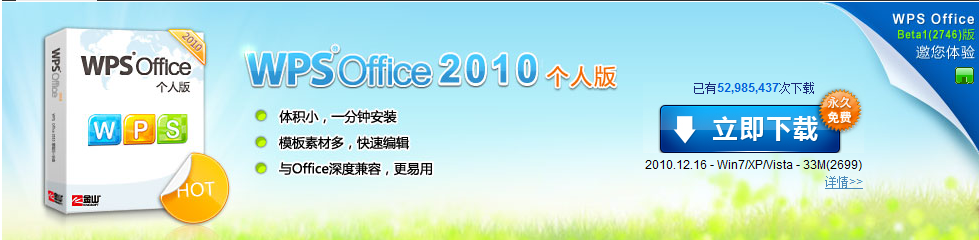 WPS Office
Beta1(2746)版
邀您体验
2010
WPS Office
个人版
WPS Office
W P S
HOT
金山
WPS Office 2010 个人版
体积小，一分钟安装
模板素材多，快速编辑
与Office深度兼容，更易用
已有52,985,437次下载
永久
免费
立即下载
2010.12.16 - Win7/XP/Vista - 33M(2699)
详情>>